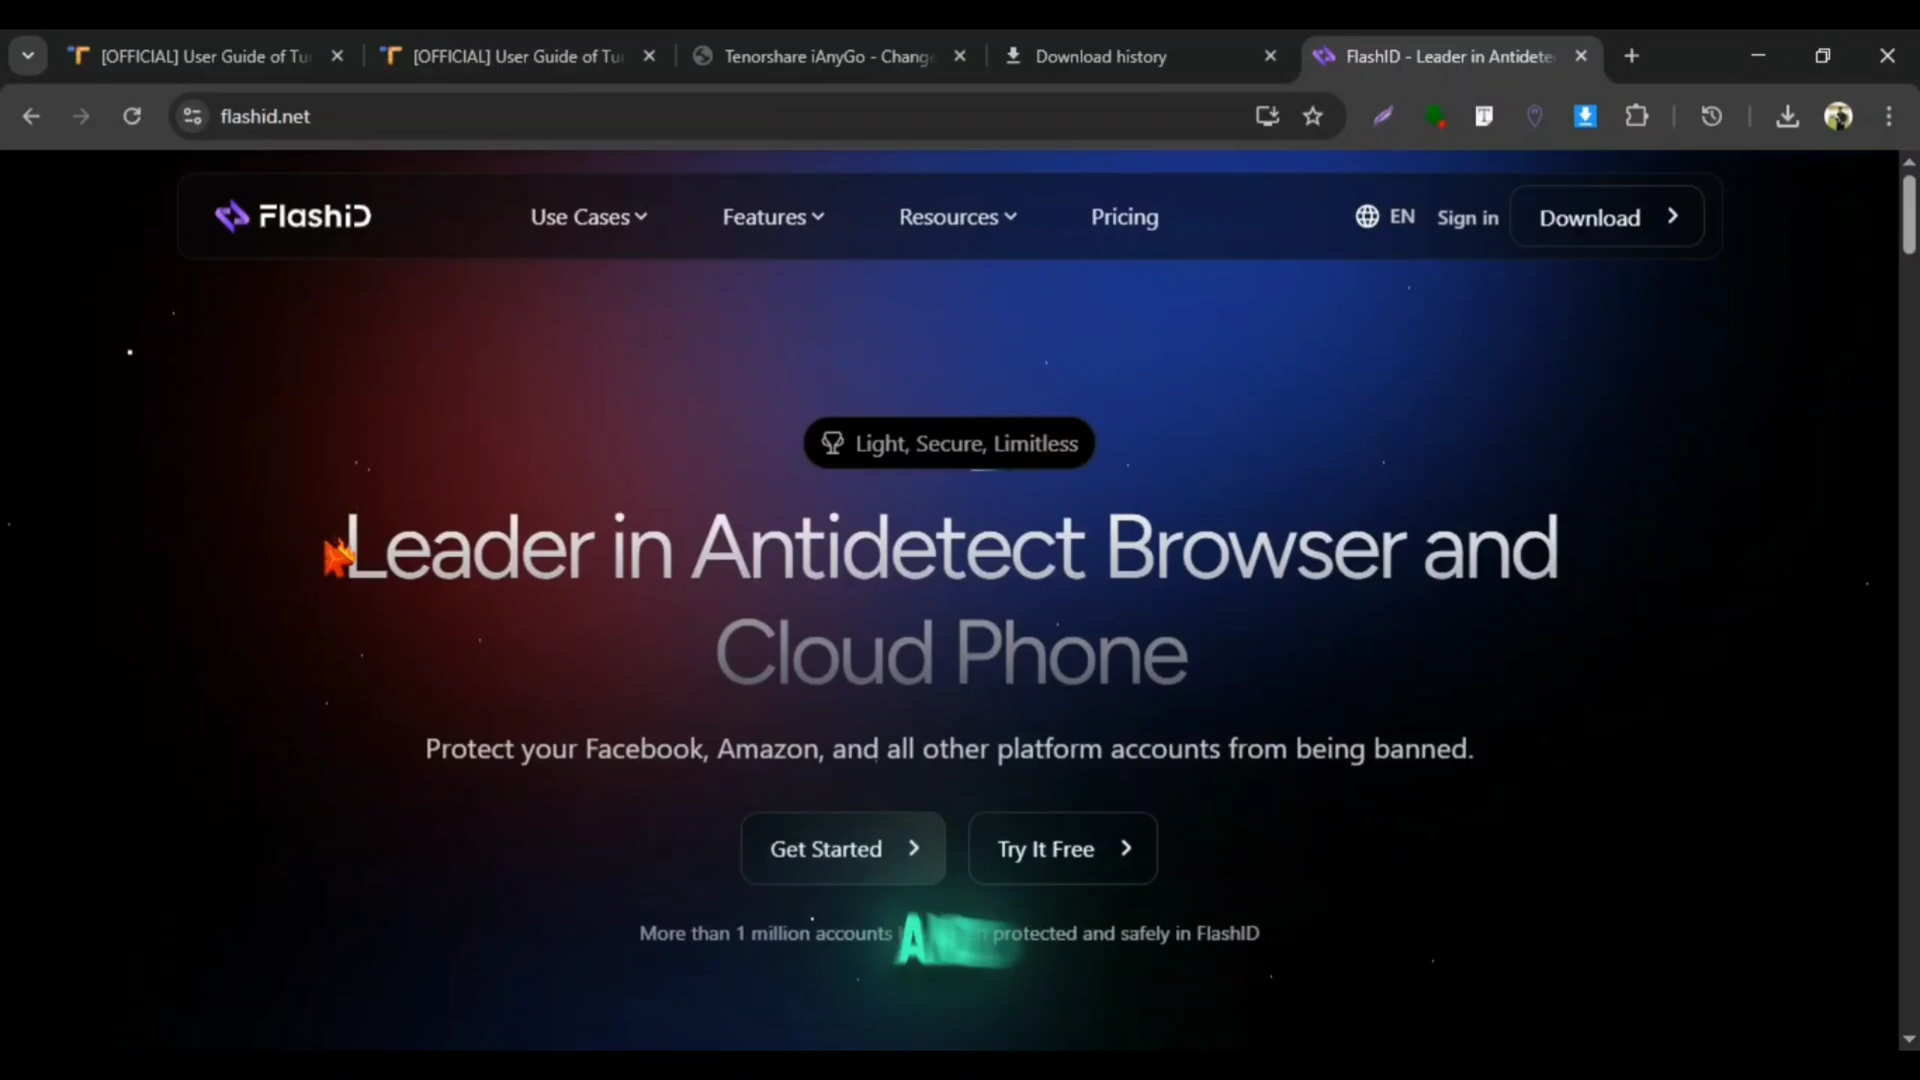 [OFFICIAL] User Guide of Tu
[OFFICIAL] User Guide of Tu
Tenorshare iAnyGo - Change
Download history
FlashID - Leader in Antidete
flashid.net
FlashID
Use Cases
Features
Resources
Pricing
EN
Sign in
Download
Light, Secure, Limitless
Leader in Antidetect Browser and
Cloud Phone
Protect your Facebook, Amazon, and all other platform accounts from being banned.
Get Started
Try It Free
More than 1 million accounts protected and safely in FlashID